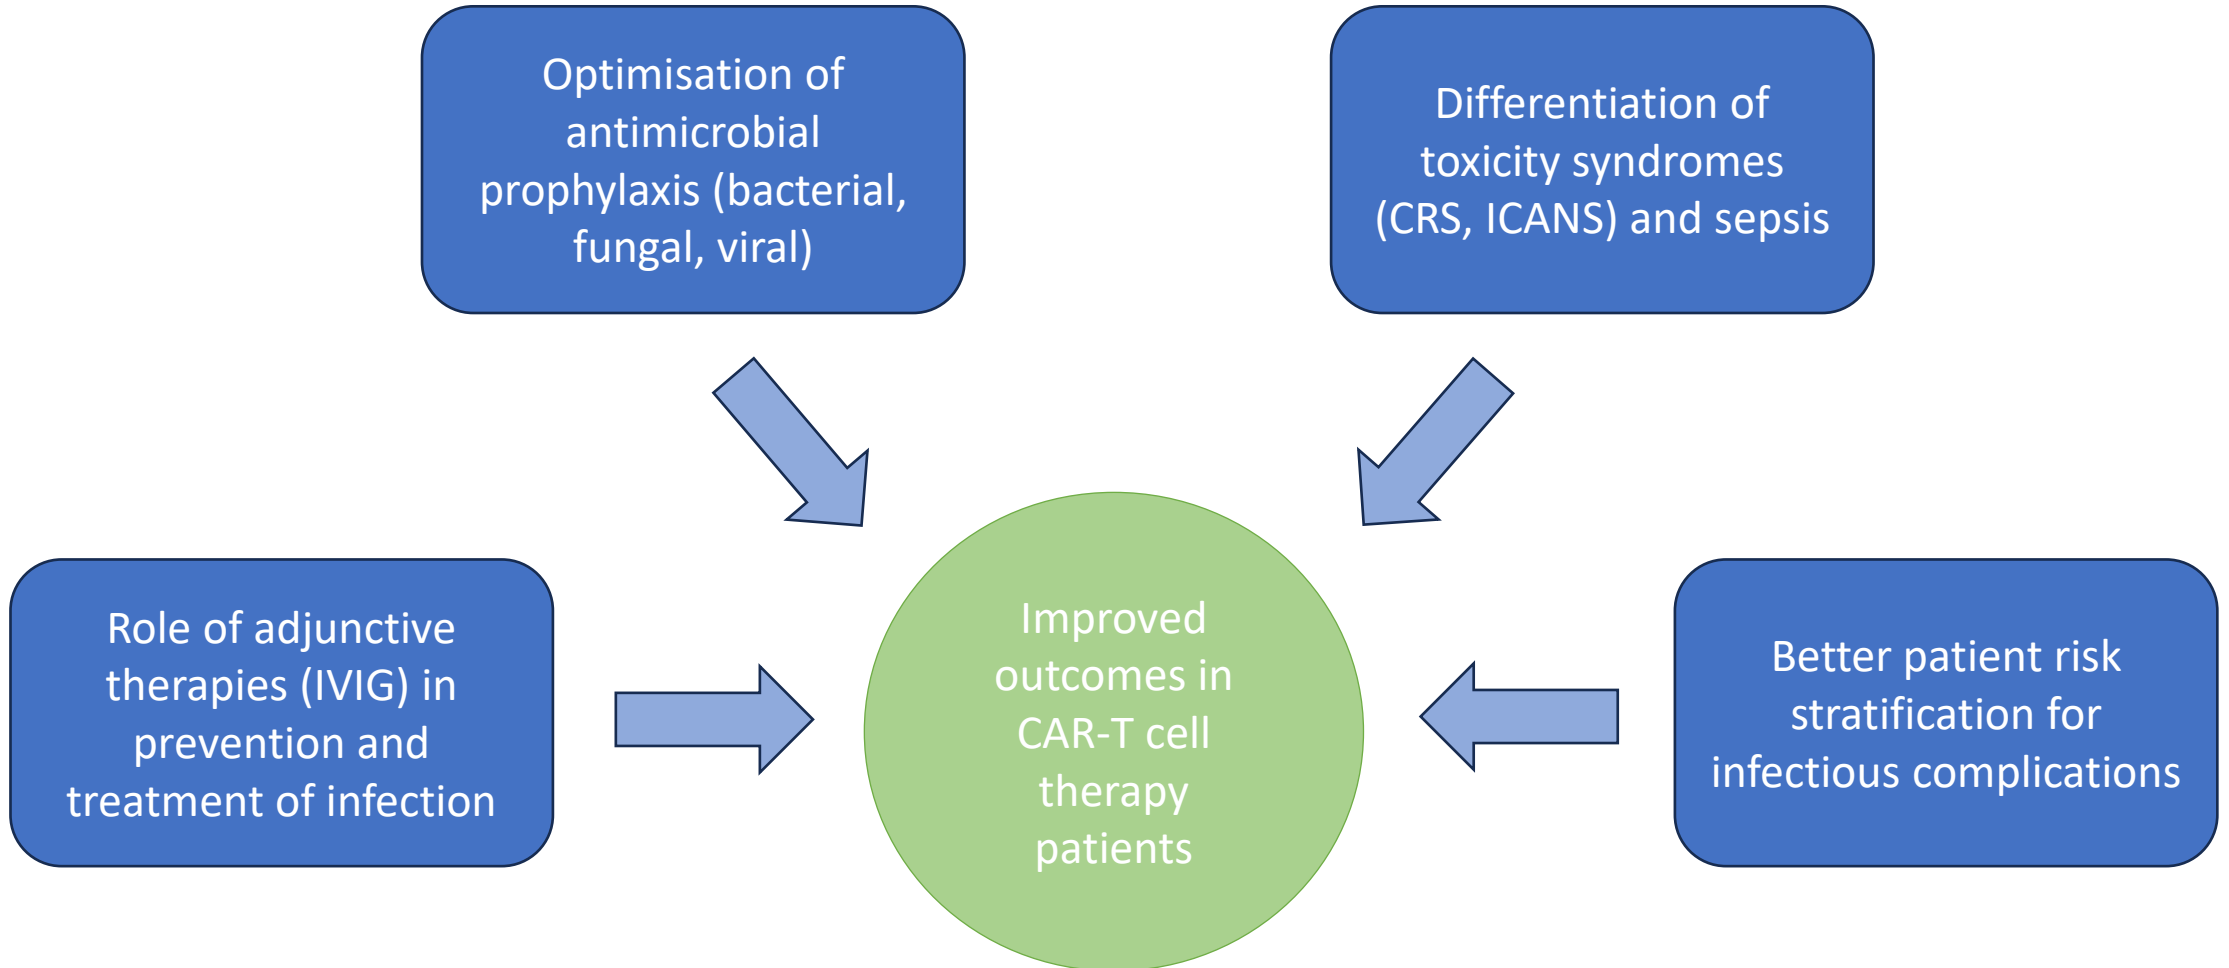 Optimisation of
antimicrobial
prophylaxis (bacterial,
fungal, viral)
Differentiation of
toxicity syndromes
(CRS, ICANS) and sepsis
Role of adjunctive
therapies (IVIG) in
prevention and
treatment of infection
Improved
outcomes in
CAR-T cell
therapy
patients
Better patient risk
stratification for
infectious complications